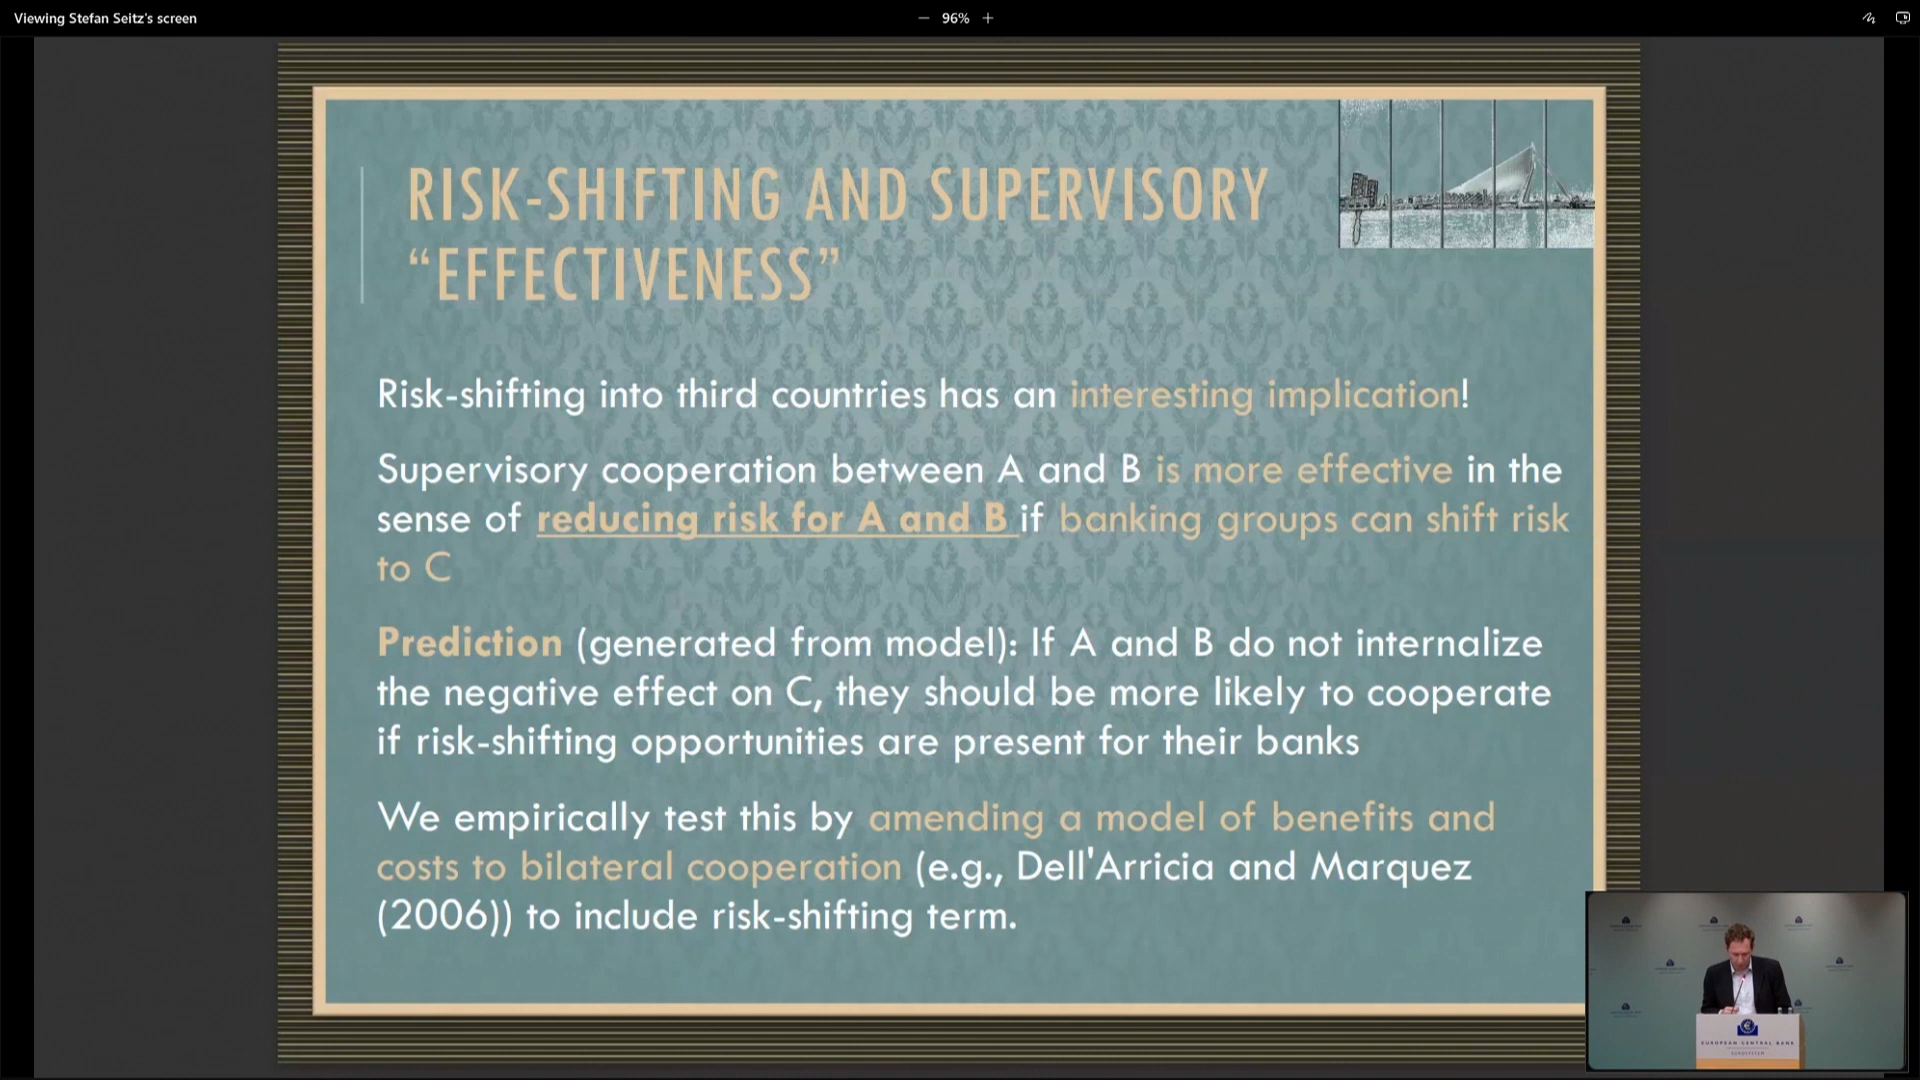 Viewing Stefan Seitz's screen
96%
RISK-SHIFTING AND SUPERVISORY
“EFFECTIVENESS”
Risk-shifting into third countries has an interesting implication!
Supervisory cooperation between A and B is more effective in the
sense of reducing risk for A and B if banking groups can shift risk
to C
Prediction (generated from model): If A and B do not internalize
the negative effect on C, they should be more likely to cooperate
if risk-shifting opportunities are present for their banks
We empirically test this by amending a model of benefits and
costs to bilateral cooperation (e.g., Dell'Arricia and Marquez
(2006)) to include risk-shifting term.
EUROPEAN CENTRAL BANK
EUROSYSTEM